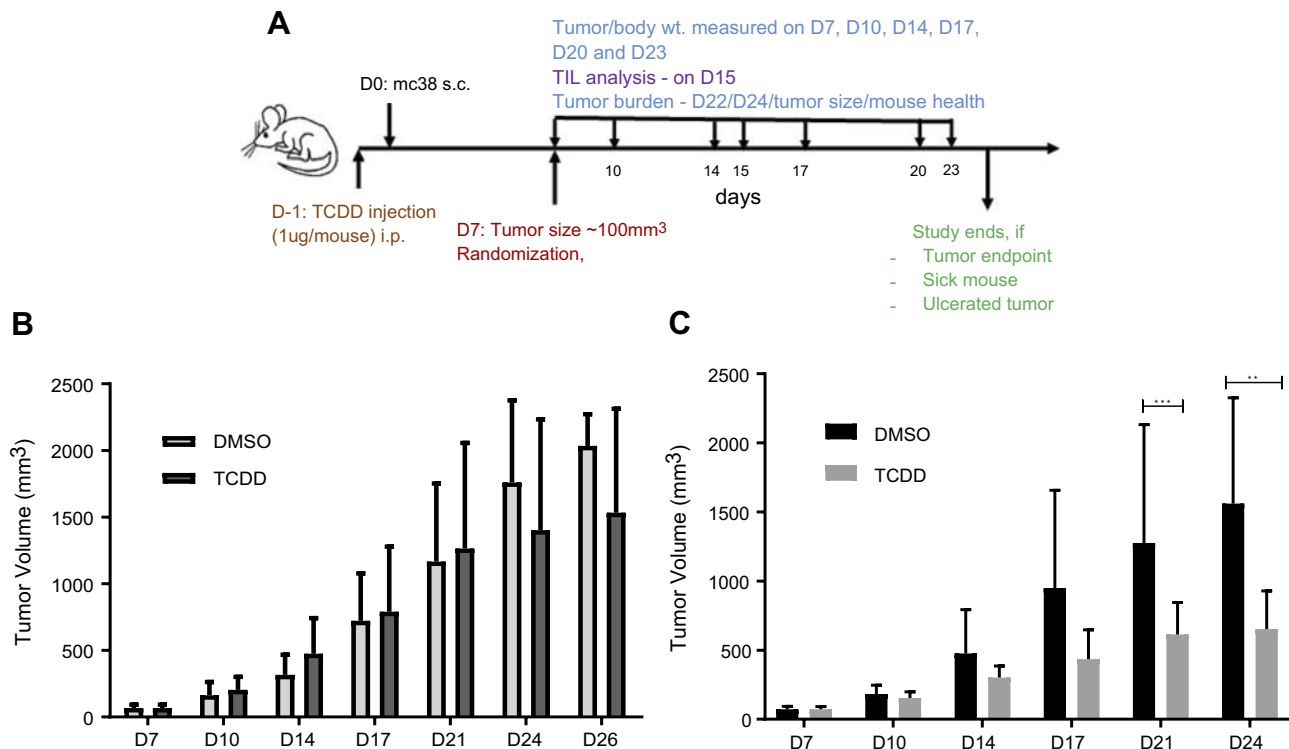 A
Tumor/body wt. measured on D7, D10, D14, D17,
D20 and D23
TIL analysis - on D15
Tumor burden - D22/D24/tumor size/mouse health
D0: mc38 s.c.
10
14
15
17
20
23
days
D-1: TCDD injection
(1ug/mouse) i.p.
D7: Tumor size ~100mm3
Randomization,
Study ends, if
- Tumor endpoint
- Sick mouse
- Ulcerated tumor
B
Tumor Volume (mm3)
2500
2000
1500
1000
500
0
DMSO
TCDD
D7 D10 D14 D17 D21 D24 D26
C
Tumor Volume (mm3)
2500
2000
1500
1000
500
0
DMSO
TCDD
***
**
D7 D10 D14 D17 D21 D24